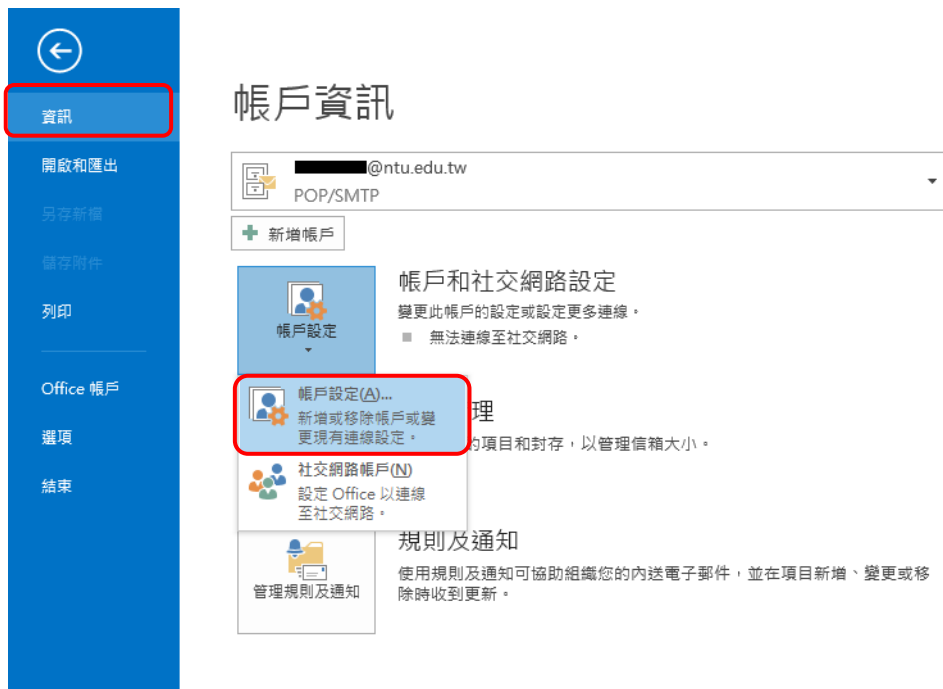 資訊
開啟和匯出
另存新檔
儲存附件
列印
Office 帳戶
選項
結束
帳戶資訊
@ntu.edu.tw
POP/SMTP
新增帳戶
帳戶設定
帳戶和社交網路設定
變更此帳戶的設定或設定更多連線。
無法連線至社交網路。
帳戶設定(A)...
新增或移除帳戶或變
更現有連線設定。
社交網路帳戶(N)
設定 Office 以連線
至社交網路。
理
的項目和封存，以管理信箱大小。
管理規則及通知
規則及通知
使用規則及通知可協助組織您的內送電子郵件，並在項目新增、變更或移
除時收到更新。